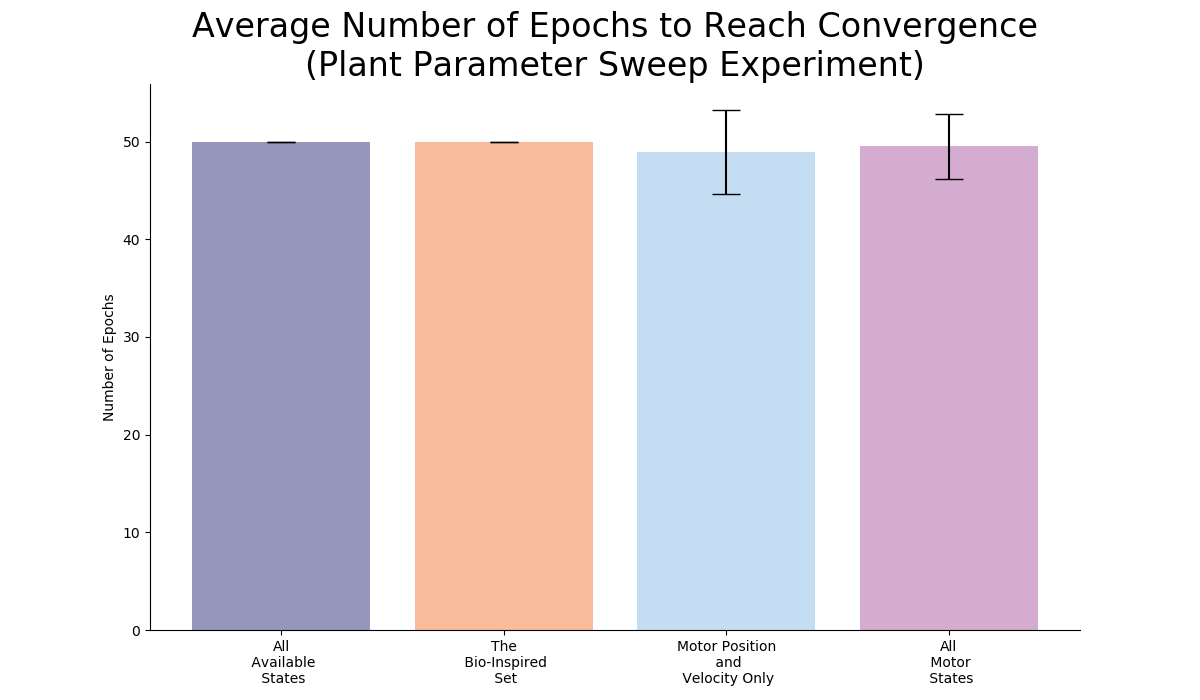 Average Number of Epochs to Reach Convergence
(Plant Parameter Sweep Experiment)
50
40
30
20
10
0
Number of Epochs
All
Available
States
The
Bio-Inspired
Set
Motor Position
and
Velocity Only
All
Motor
States